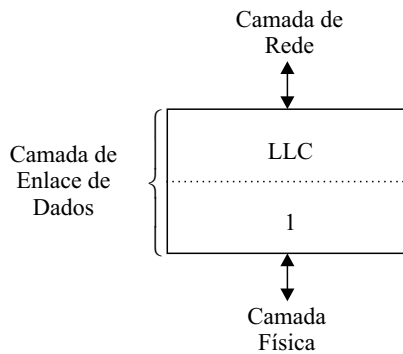 Camada de
Rede
Camada de
Enlace de
Dados
LLC
1
Camada
Física